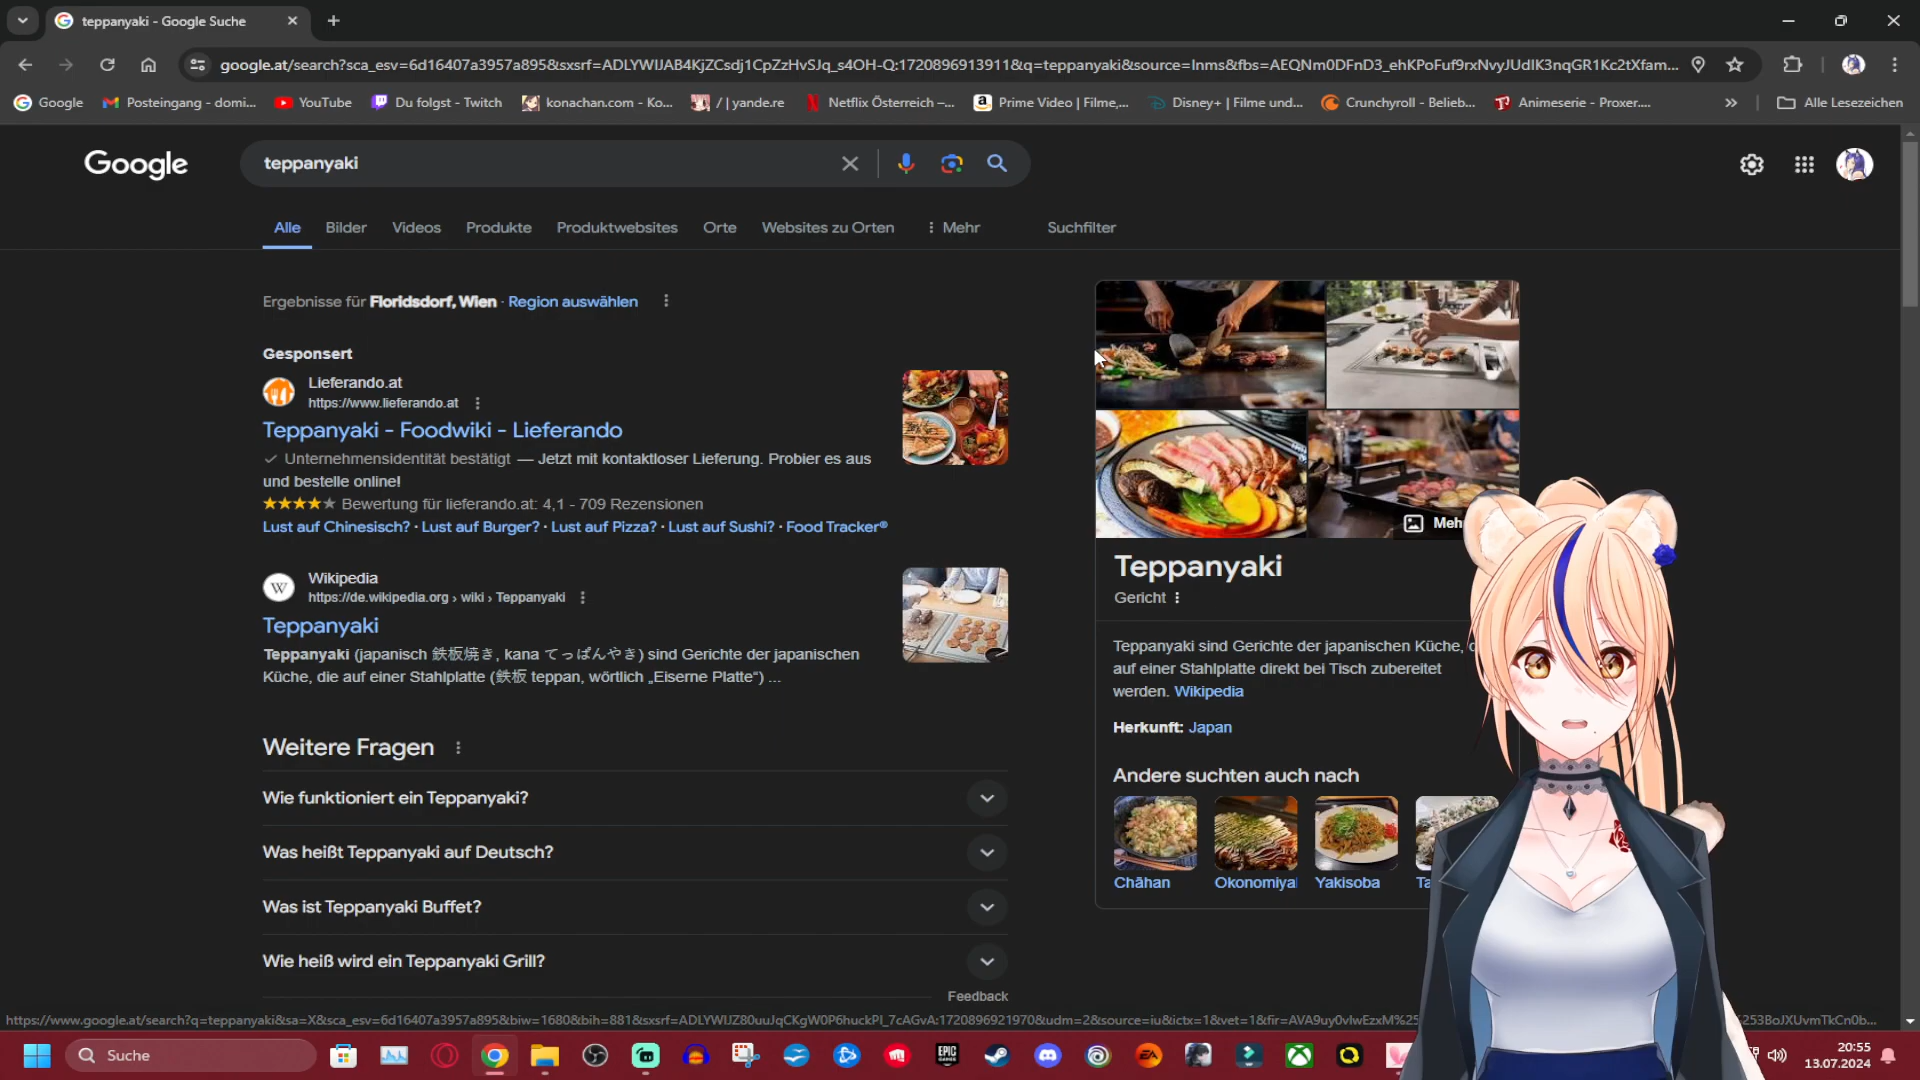 teppanyaki - Google Suche
google.at/search?sca_esv=6d16407a3957a895&sxsrf=ADLYWIJAB4KjZCsdj1CpZzHvSJq_s4OH-Q:1720896913911&q=teppanyaki&source=lnms&fbs=AEQNm0DFnD3_ehKPoFuf9rxNvyJUdIK3nqGR1Kc2tXfam...
Google
Posteingang - domi...
YouTube
Du folgst - Twitch
konachan.com - Ko...
/ | yande.re
Netflix Österreich –...
Prime Video | Filme,...
Disney+ | Filme und...
Crunchyroll - Belieb...
Animeserie - Proxer....
Alle Lesezeichen
Google
teppanyaki
Alle Bilder Videos Produkte Produktwebsites Orte Websites zu Orten Mehr Suchfilter
Ergebnisse für Floridsdorf, Wien · Region auswählen
Gesponsert
Lieferando.at
https://www.lieferando.at
Teppanyaki - Foodwiki - Lieferando
Unternehmensidentität bestätigt — Jetzt mit kontaktloser Lieferung. Probier es aus
und bestelle online!
Bewertung für lieferando.at: 4,1 - 709 Rezensionen
Lust auf Chinesisch? · Lust auf Burger? · Lust auf Pizza? · Lust auf Sushi? · Food Tracker®
W
Wikipedia
https://de.wikipedia.org › wiki › Teppanyaki
Teppanyaki
Teppanyaki (japanisch 鉄板焼き, kana てっぱんやき) sind Gerichte der japanischen
Küche, die auf einer Stahlplatte (鉄板 teppan, wörtlich „Eiserne Platte“) ...
Weitere Fragen
Wie funktioniert ein Teppanyaki?
Was heißt Teppanyaki auf Deutsch?
Was ist Teppanyaki Buffet?
Wie heiß wird ein Teppanyaki Grill?
Feedback
Meh
Teppanyaki
Gericht
Teppanyaki sind Gerichte der japanischen Küche,
auf einer Stahlplatte direkt bei Tisch zubereitet
werden. Wikipedia
Herkunft: Japan
Andere suchten auch nach
Chāhan
Okonomiyal
Yakisoba
Ta
Suche
EPIC
GAMES
EA
20:55
13.07.2024